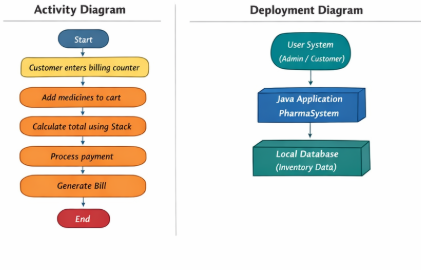 Activity Diagram
Start
Customer enters billing counter
Add medicines to cart
Calculate total using Stack
Process payment
Generate Bill
End
Deployment Diagram
User System
(Admin / Customer)
Java Application
PharmaSystem
Local Database
(Inventory Data)